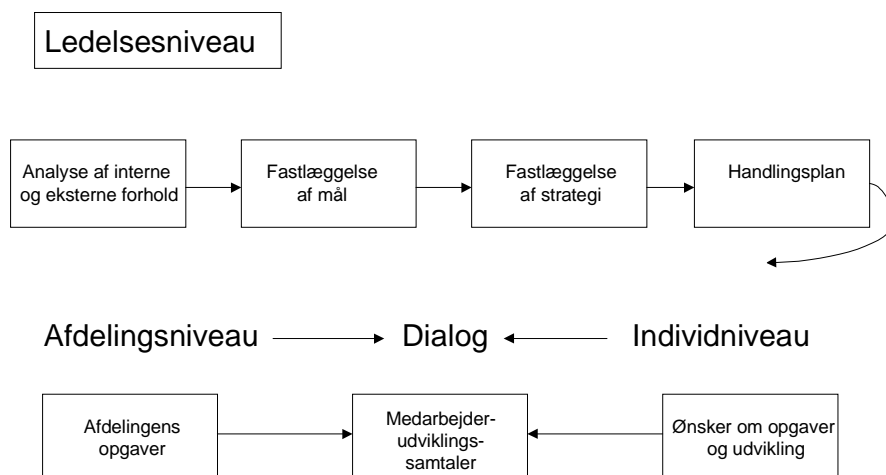 Ledelsesniveau
Analyse af interne
og eksterne forhold
Fastlæggelse
af mål
Fastlæggelse
af strategi
Handlingsplan
Afdelingsniveau
Dialog
Individniveau
Afdelingens
opgaver
Medarbejder-
udviklings-
samtaler
Ønsker om opgaver
og udvikling